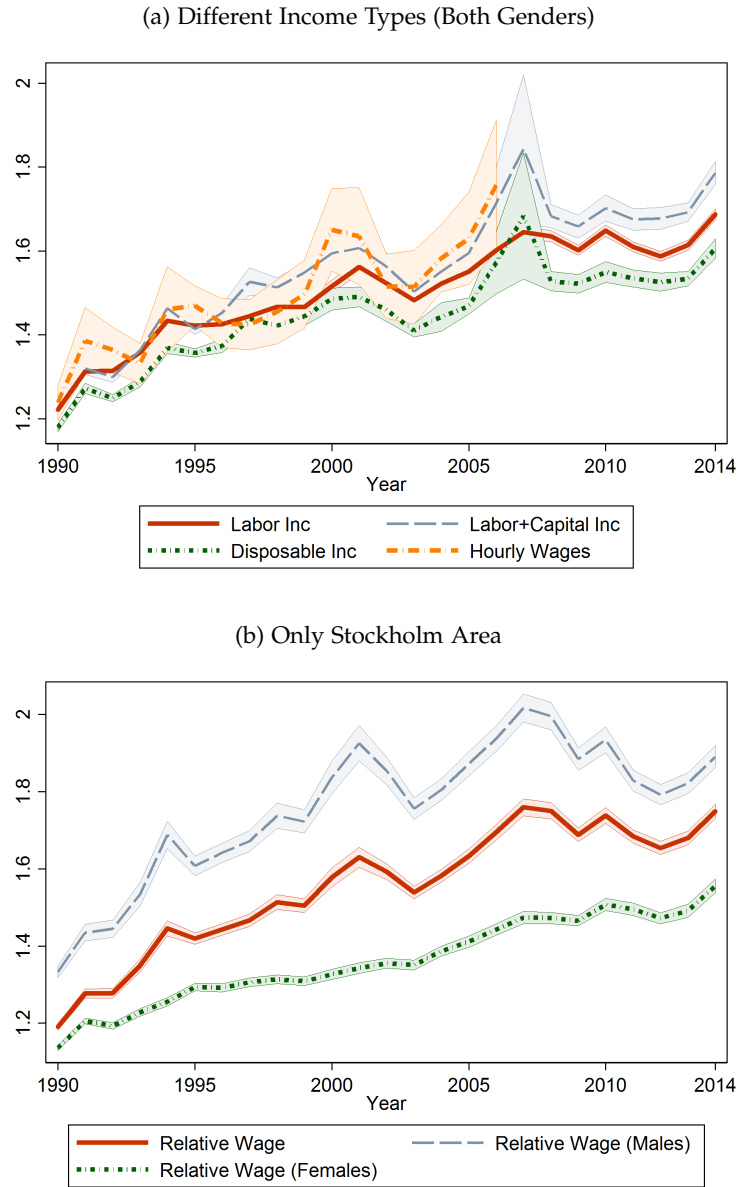 (a) Different Income Types (Both Genders)
2
1.8
1.6
1.4
1.2
1990 1995 2000 2005 2010 2014
Year
Labor Inc Labor+Capital Inc
Disposable Inc Hourly Wages
(b) Only Stockholm Area
2
1.8
1.6
1.4
1.2
1990 1995 2000 2005 2010 2014
Year
Relative Wage Relative Wage (Males)
Relative Wage (Females)